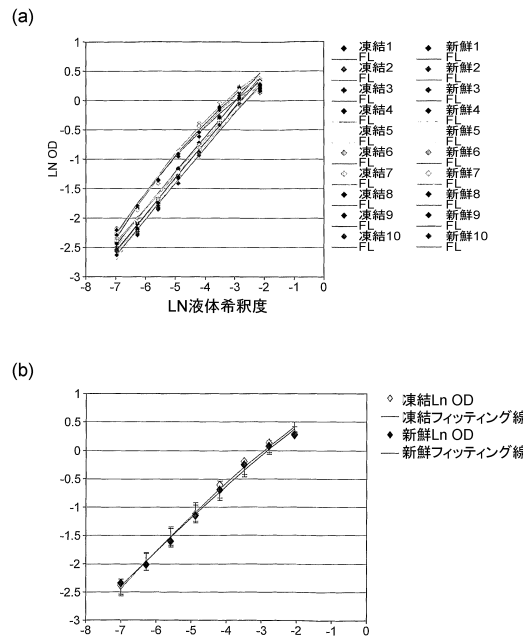 (a)
1
0.5
0
-0.5
-1
-1.5
-2
-2.5
-3
LN OD
-8 -7 -6 -5 -4 -3 -2 -1 0
LN液体希釈度
凍結1 新鮮1
FL FL
凍結2 新鮮2
FL FL
凍結3 新鮮3
FL FL
凍結4 新鮮4
FL FL
凍結5 新鮮5
FL FL
凍結6 新鮮6
FL FL
凍結7 新鮮7
FL FL
凍結8 新鮮8
FL FL
凍結9 新鮮9
FL FL
凍結10 新鮮10
FL FL
(b)
1
0.5
0
-0.5
-1
-1.5
-2
-2.5
-3
-8 -7 -6 -5 -4 -3 -2 -1 0
凍結Ln OD
凍結フィッティング線
新鮮Ln OD
新鮮フィッティング線